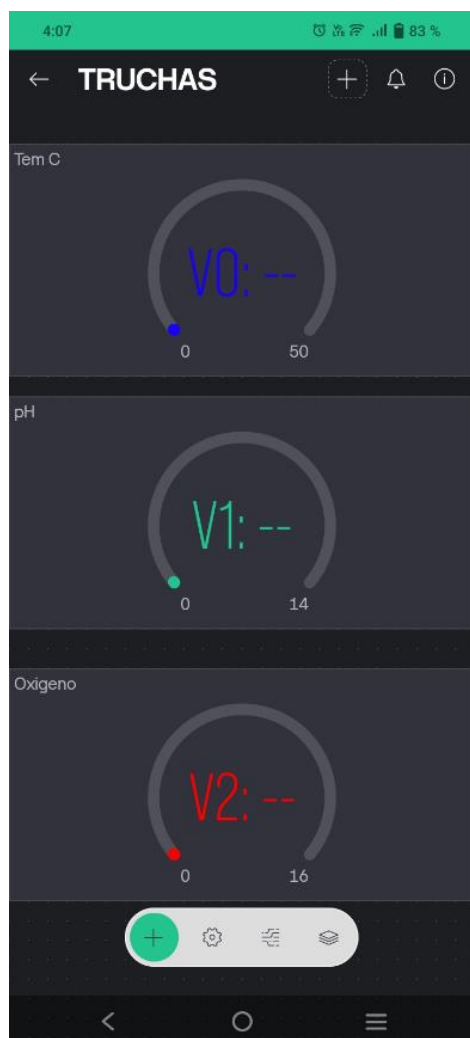 4:07 83 %
TRUCHAS
Tem C
V0: --
0 50
pH
V1: --
0 14
Oxigeno
V2: --
0 16